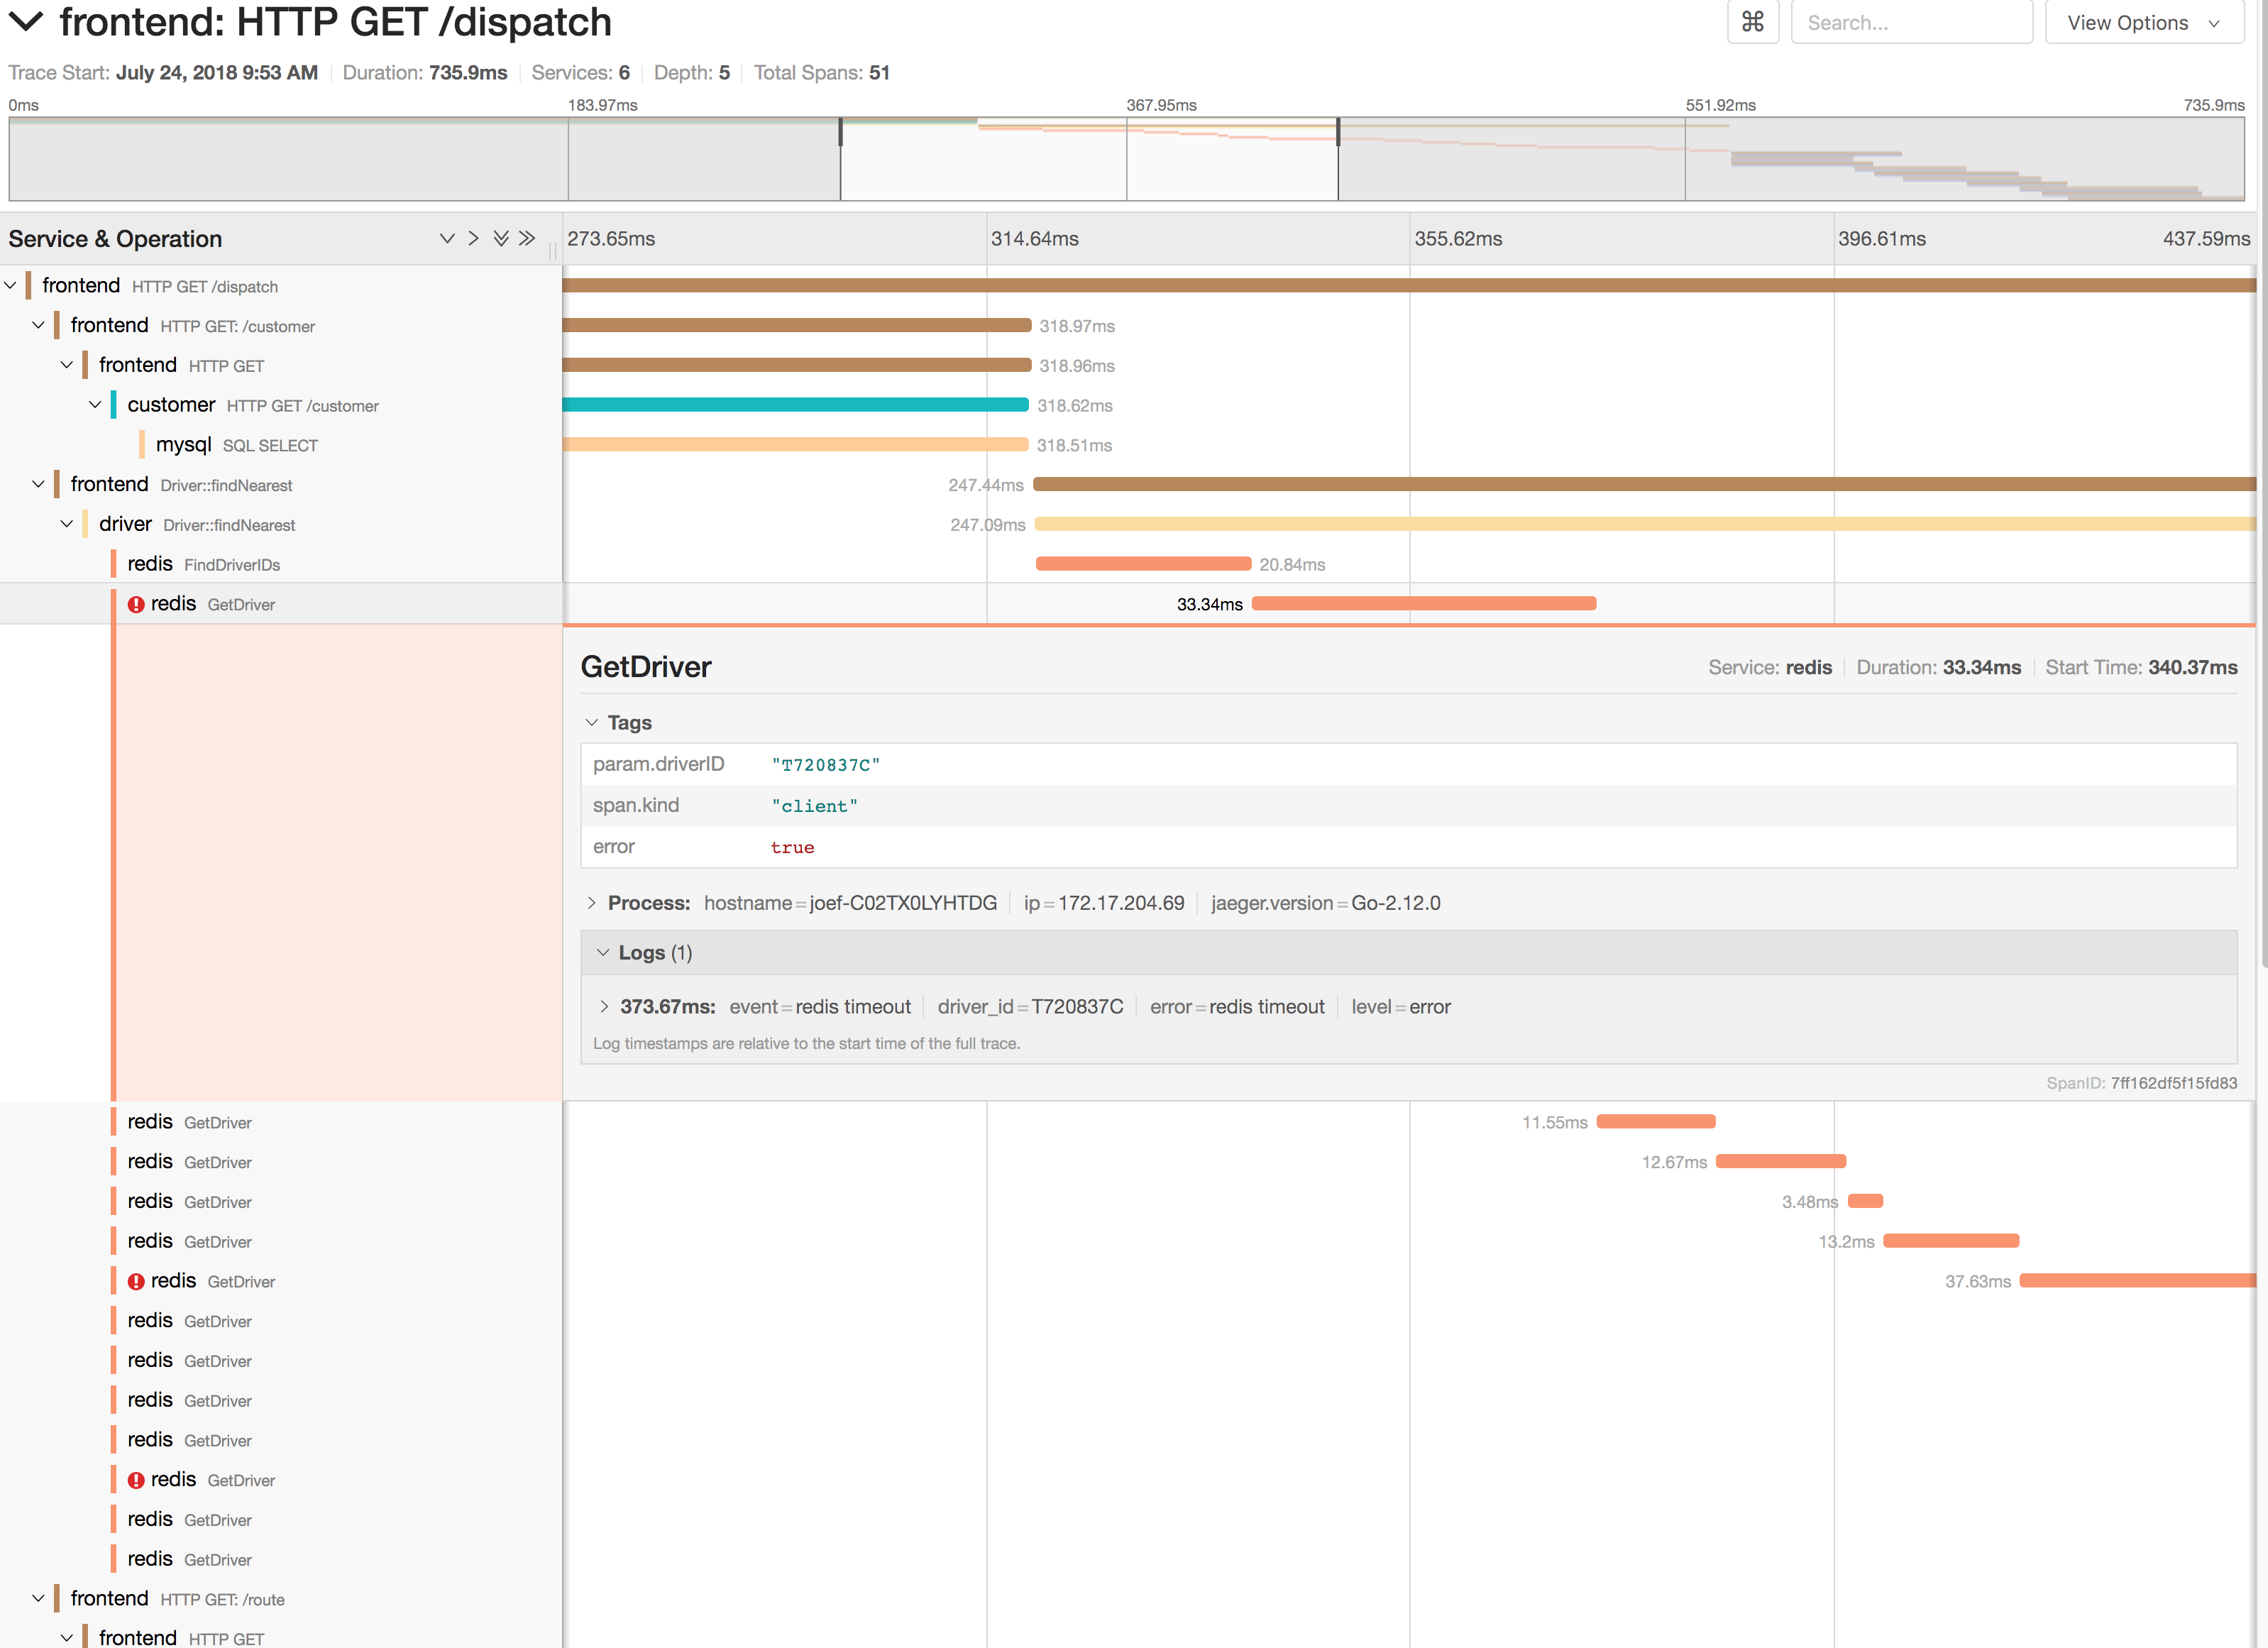 frontend: HTTP GET /dispatch
⌘ Search... View Options
Trace Start: July 24, 2018 9:53 AM Duration: 735.9ms Services: 6 Depth: 5 Total Spans: 51
0ms 183.97ms 367.95ms 551.92ms 735.9ms
Service & Operation 273.65ms 314.64ms 355.62ms 396.61ms 437.59ms
frontend HTTP GET /dispatch
frontend HTTP GET: /customer 318.97ms
frontend HTTP GET 318.96ms
customer HTTP GET /customer 318.62ms
mysql SQL SELECT 318.51ms
frontend Driver::findNearest 247.44ms
driver Driver::findNearest 247.09ms
redis FindDriverIDs 20.84ms
redis GetDriver 33.34ms
GetDriver Service: redis Duration: 33.34ms Start Time: 340.37ms
Tags
param.driverID "T720837C"
span.kind "client"
error true
Process: hostname=joef-C02TX0LYHTDG ip=172.17.204.69 jaeger.version=Go-2.12.0
Logs (1)
373.67ms: event=redis timeout driver_id=T720837C error=redis timeout level=error
Log timestamps are relative to the start time of the full trace.
SpanID: 7ff162df5f15fd83
redis GetDriver 11.55ms
redis GetDriver 12.67ms
redis GetDriver 3.48ms
redis GetDriver 13.2ms
redis GetDriver 37.63ms
redis GetDriver
redis GetDriver
redis GetDriver
redis GetDriver
redis GetDriver
redis GetDriver
redis GetDriver
frontend HTTP GET: /route
frontend HTTP GET